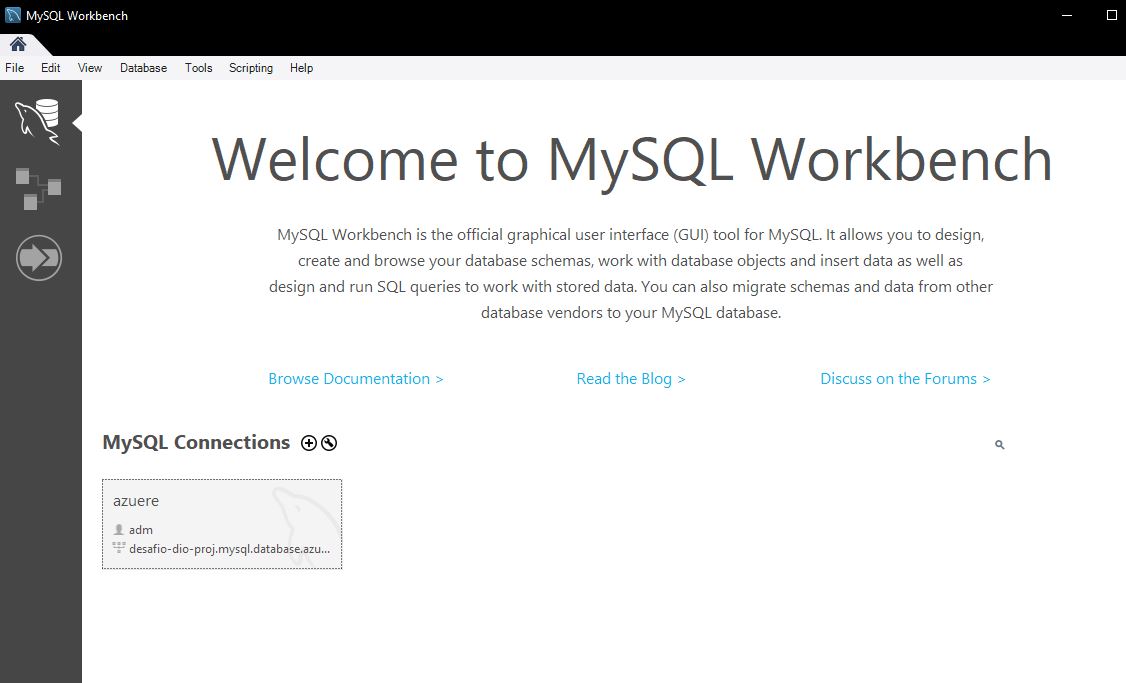 MySQL Workbench
File Edit View Database Tools Scripting Help
Welcome to MySQL Workbench
MySQL Workbench is the official graphical user interface (GUI) tool for MySQL. It allows you to design,
create and browse your database schemas, work with database objects and insert data as well as
design and run SQL queries to work with stored data. You can also migrate schemas and data from other
database vendors to your MySQL database.
Browse Documentation > Read the Blog > Discuss on the Forums >
MySQL Connections
azuere
adm
desafio-dio-proj.mysql.database.azu...